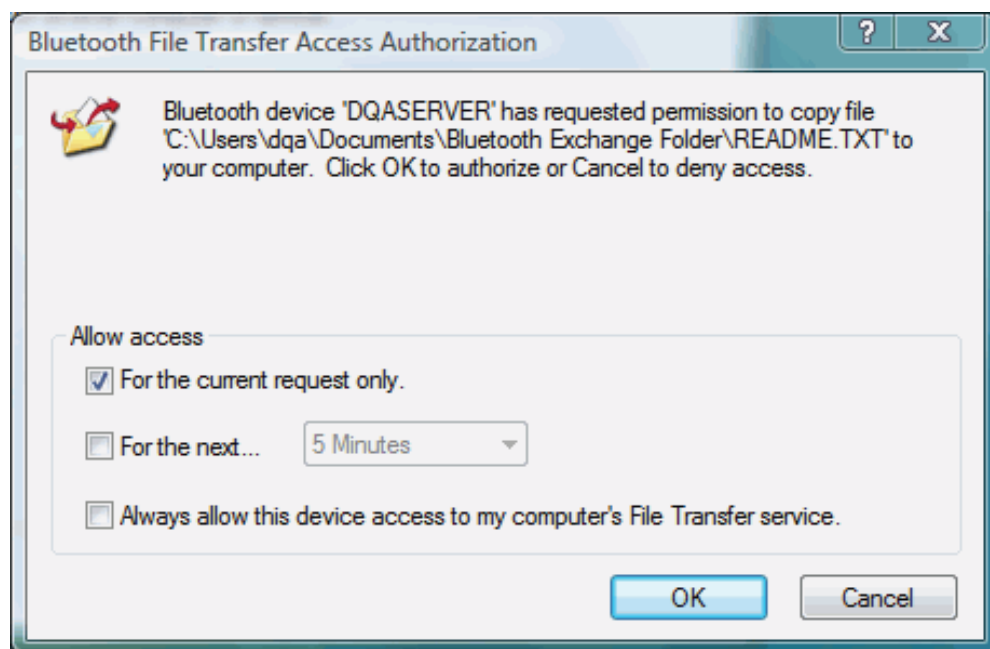 Bluetooth File Transfer Access Authorization
Bluetooth device 'DQASERVER' has requested permission to copy file
'C:\Users\dqa\Documents\Bluetooth Exchange Folder\README.TXT' to
your computer. Click OK to authorize or Cancel to deny access.
Allow access
For the current request only.
For the next... 5 Minutes
Always allow this device access to my computer's File Transfer service.
OK Cancel